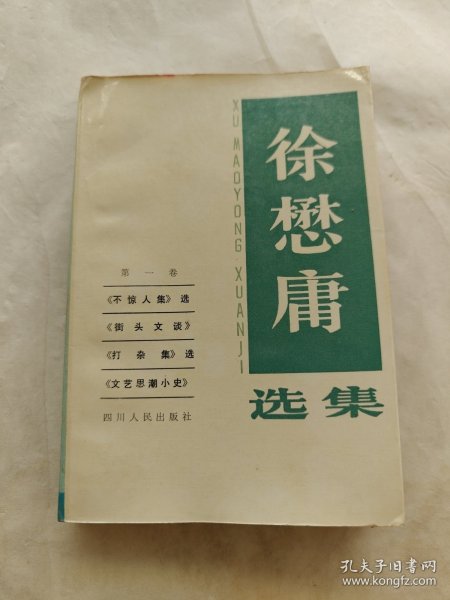 徐懋庸
选集
XU MAOYONG XUANJI
第一卷
《不惊人集》选
《街头文谈》
《打杂集》选
《文艺思潮小史》
四川人民出版社
孔夫子旧书网
www.kongfz.com